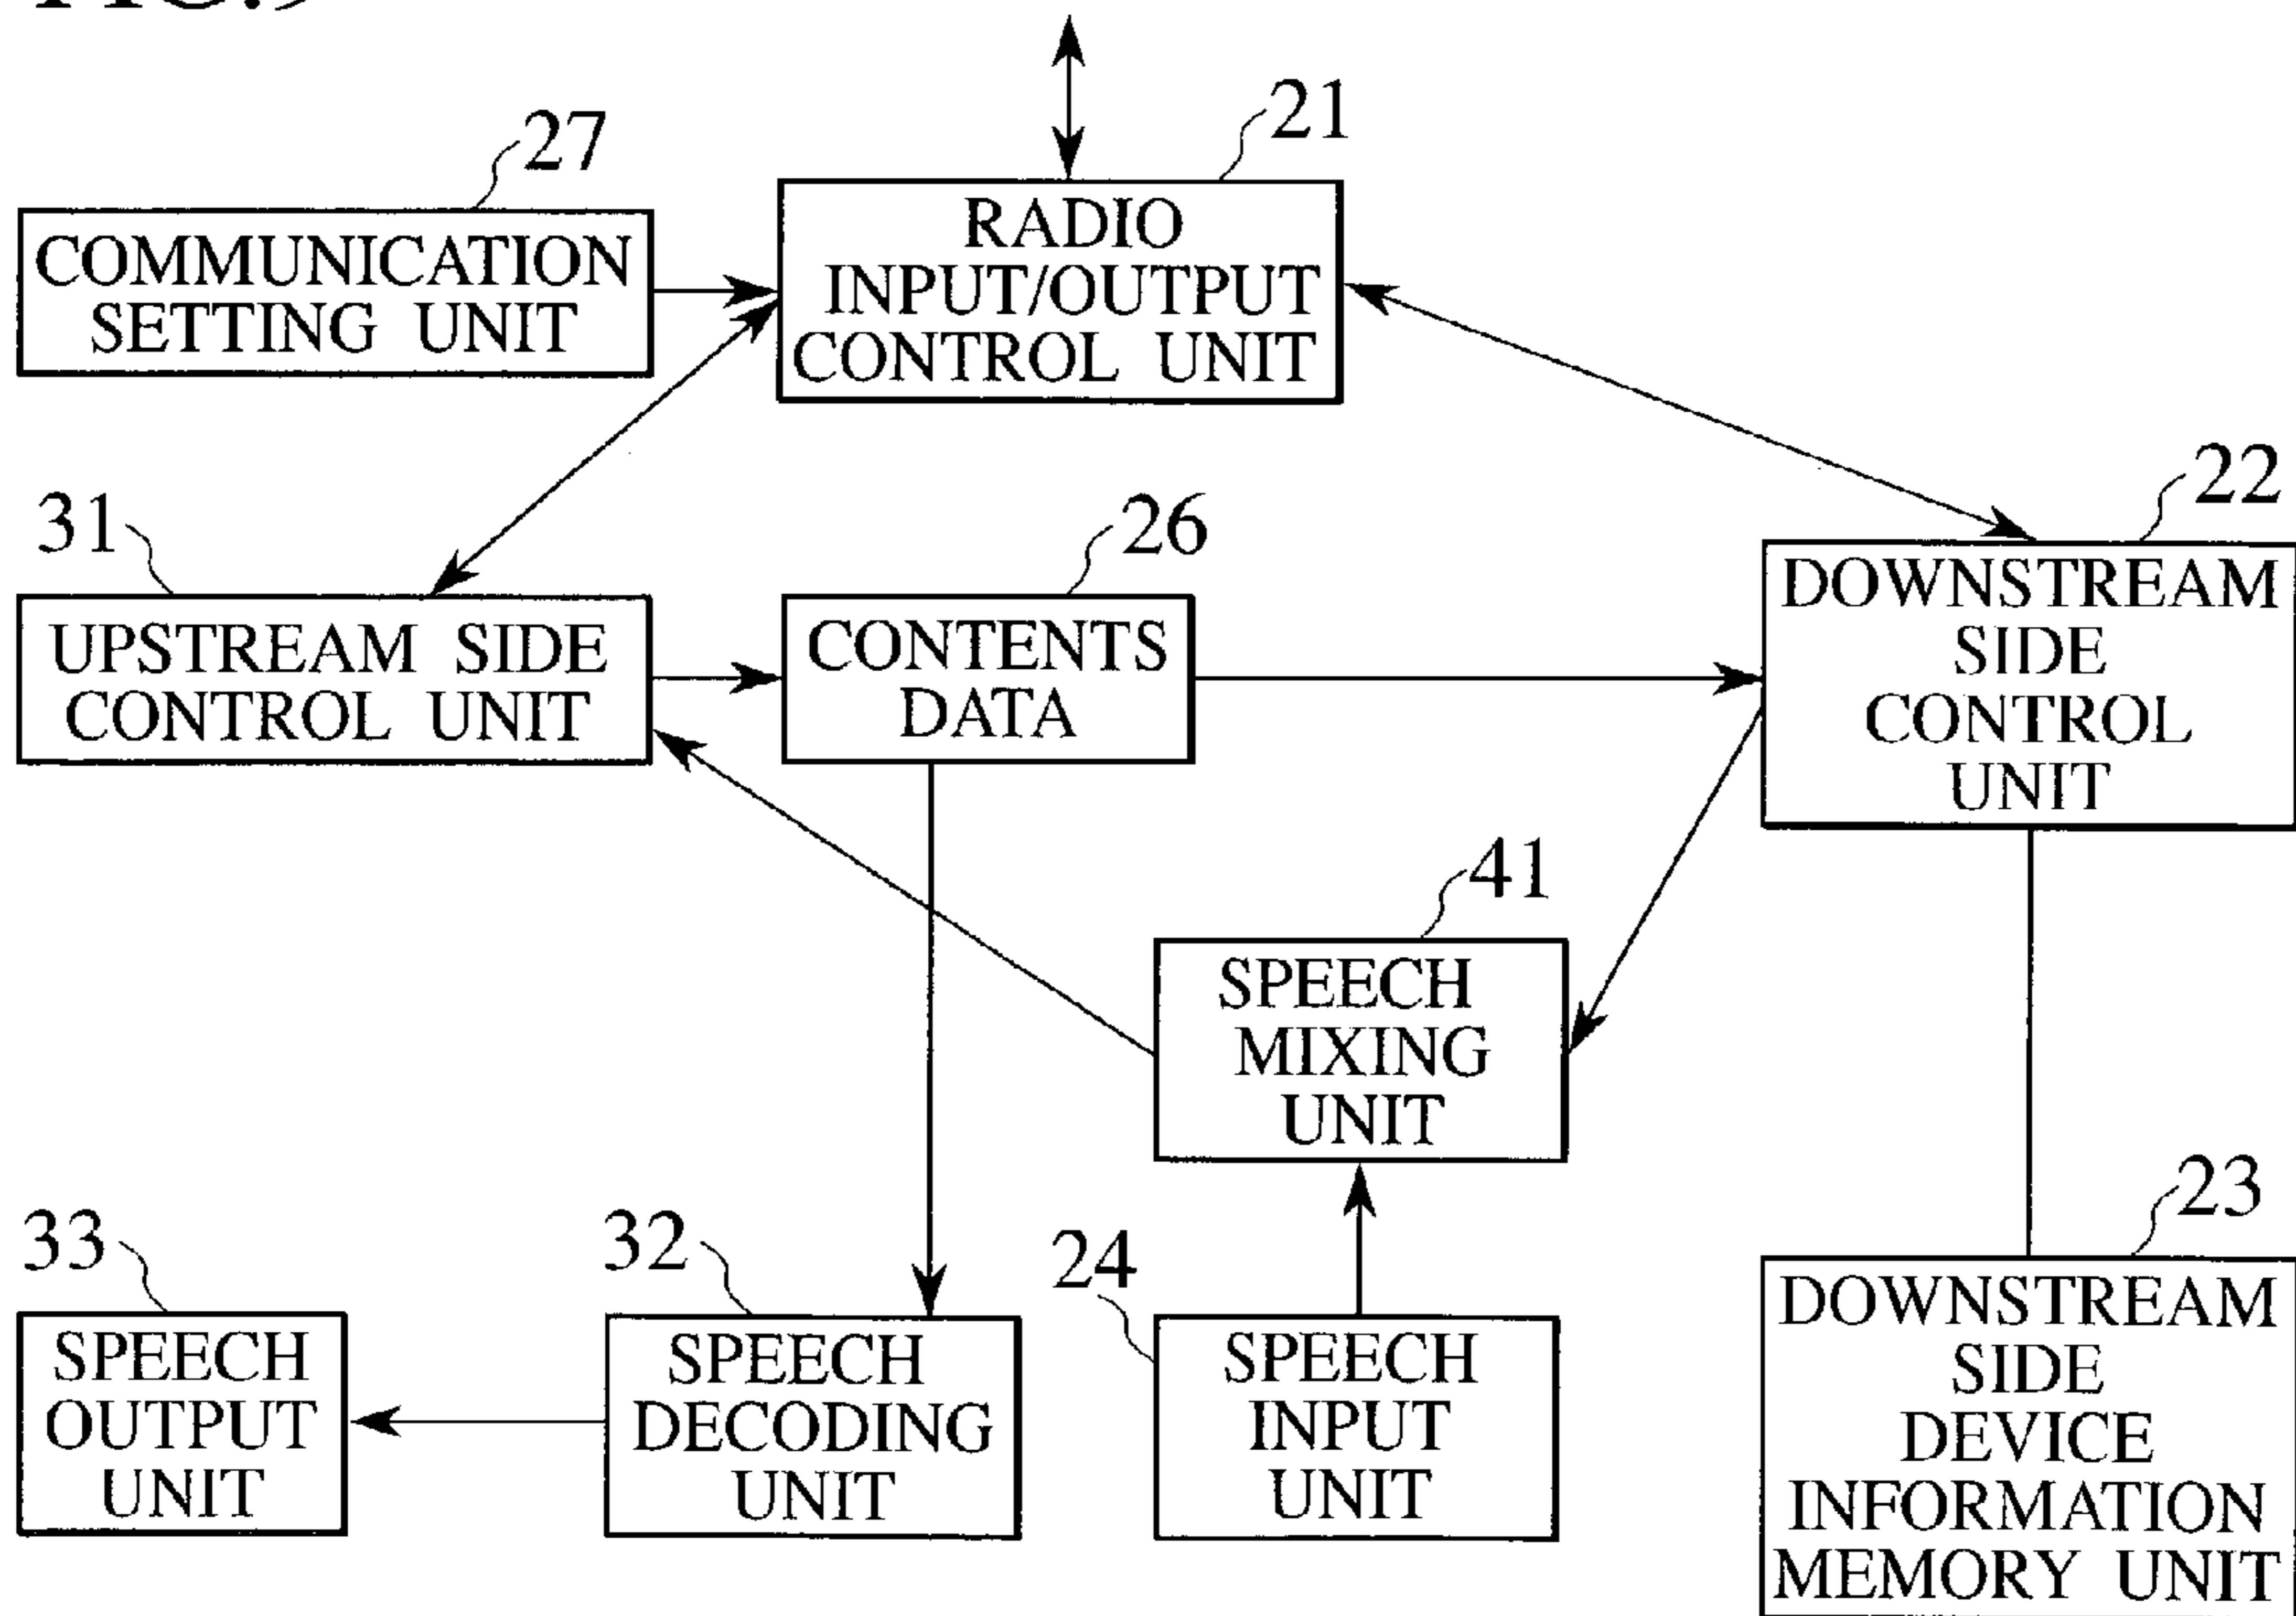 27
21
COMMUNICATION
SETTING UNIT
RADIO
INPUT/OUTPUT
CONTROL UNIT
31
26
22
UPSTREAM SIDE
CONTROL UNIT
CONTENTS
DATA
DOWNSTREAM
SIDE
CONTROL
UNIT
41
SPEECH
MIXING
UNIT
33
32
24
23
SPEECH
OUTPUT
UNIT
SPEECH
DECODING
UNIT
SPEECH
INPUT
UNIT
DOWNSTREAM
SIDE
DEVICE
INFORMATION
MEMORY UNIT